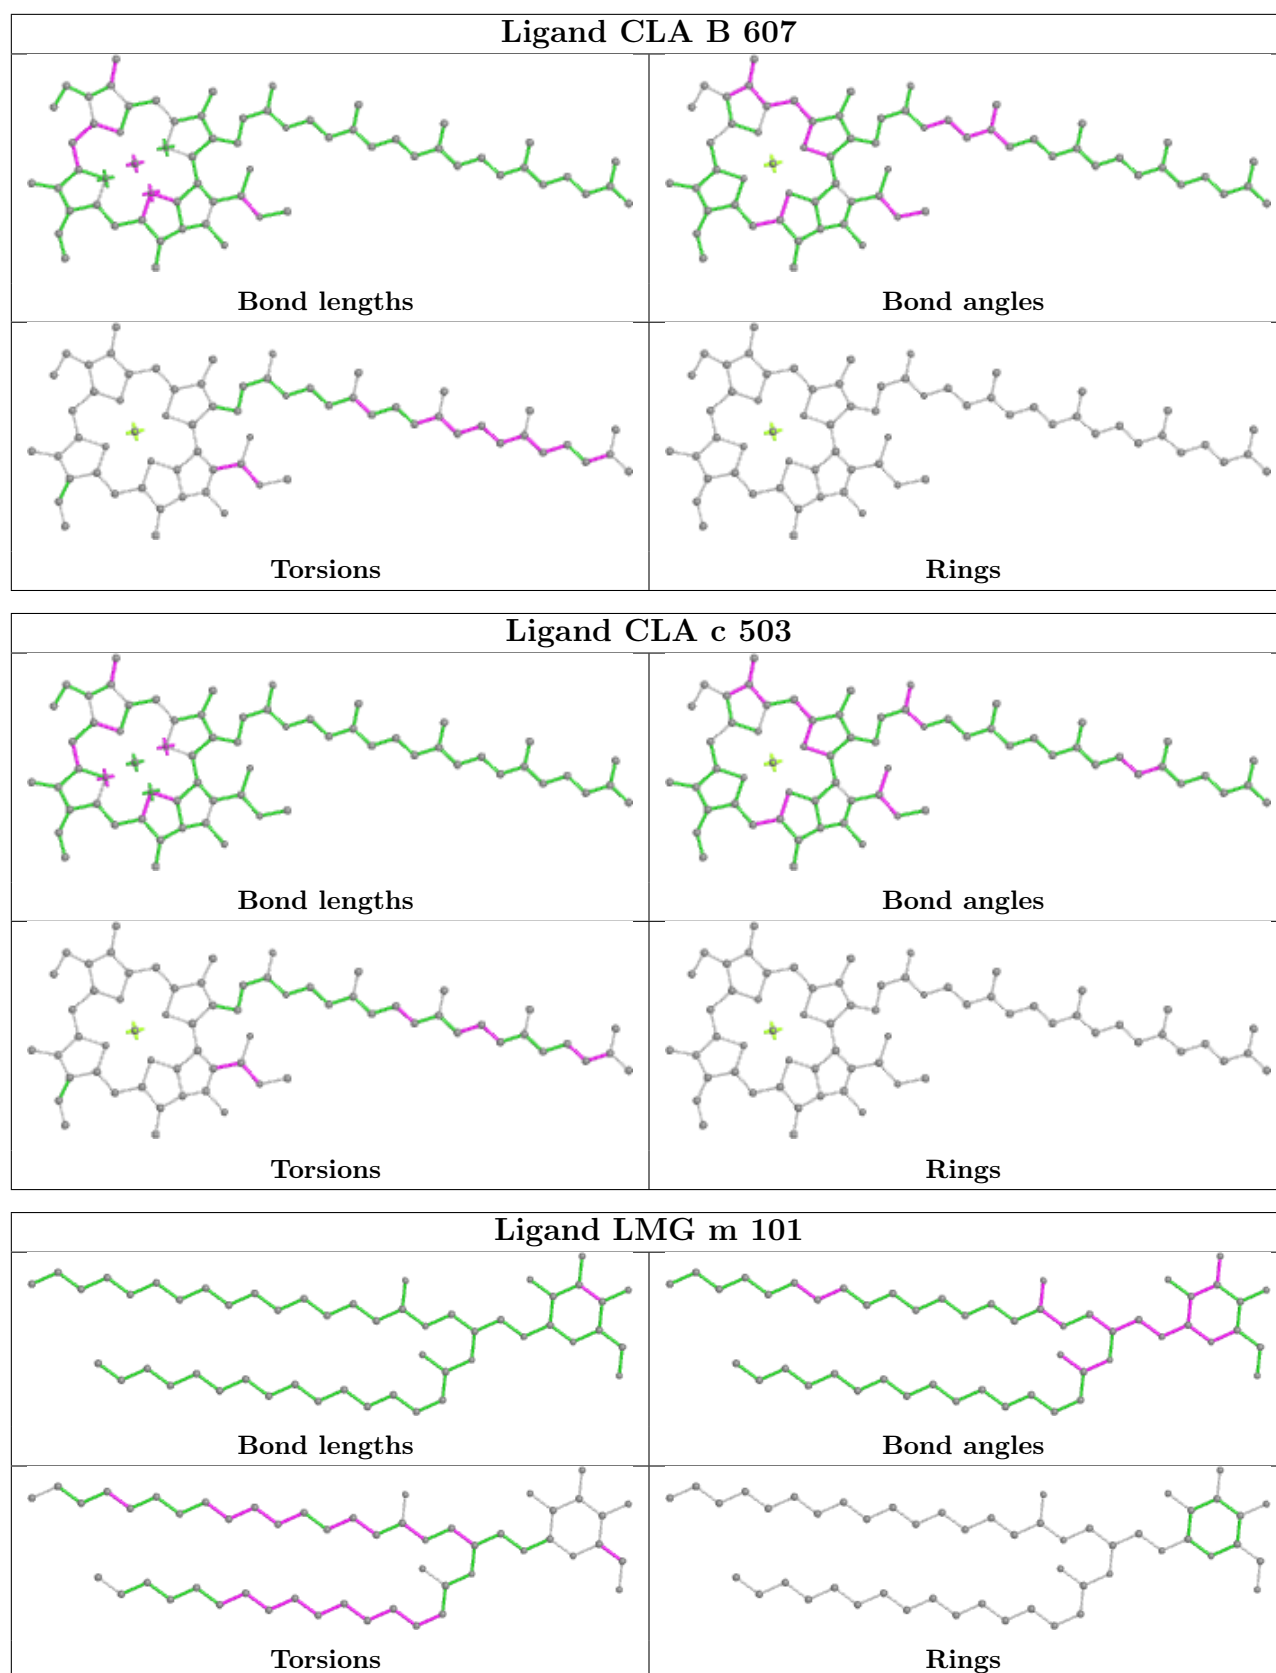 Ligand CLA B 607
Bond lengths
Bond angles
Torsions
Rings
Ligand CLA c 503
Bond lengths
Bond angles
Torsions
Rings
Ligand LMG m 101
Bond lengths
Bond angles
Torsions
Rings